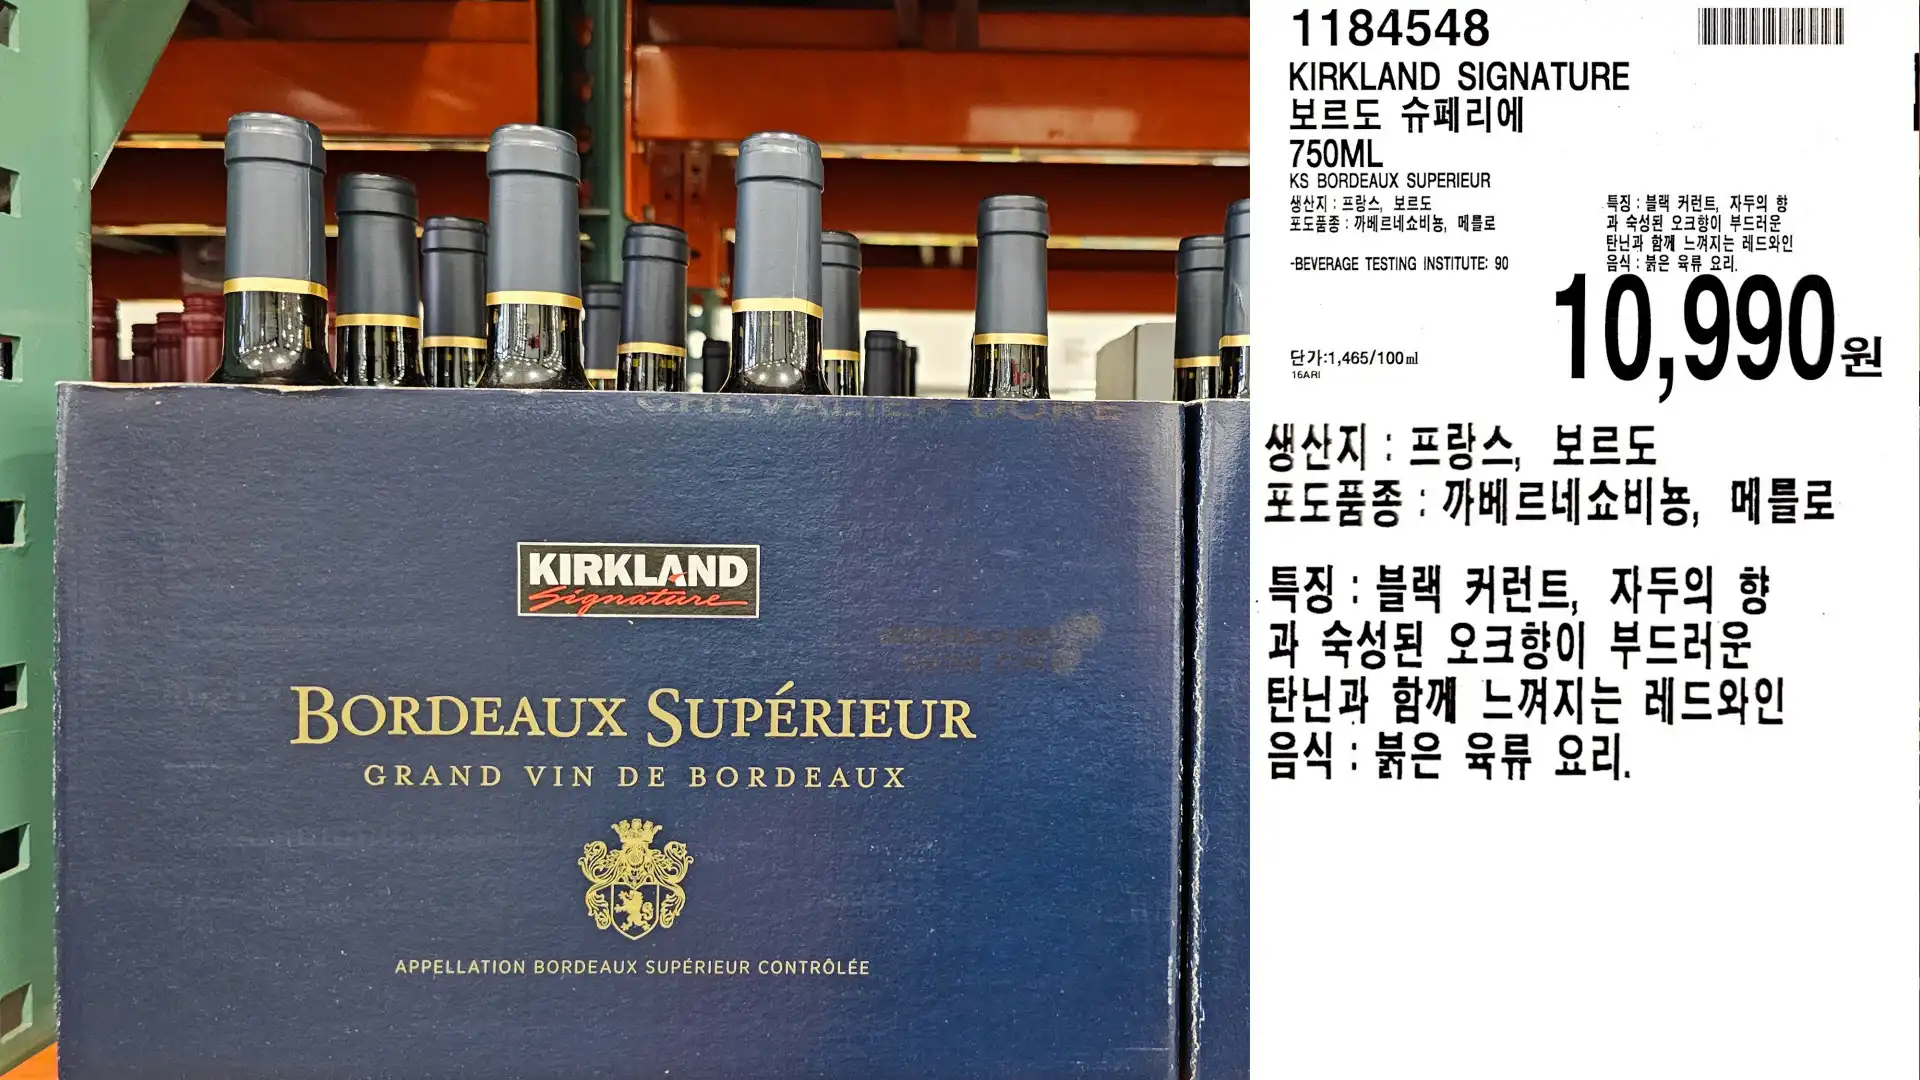 KIRKLAND
Signature
BORDEAUX SUPÉRIEUR
GRAND VIN DE BORDEAUX
APPELLATION BORDEAUX SUPÉRIEUR CONTRÔLÉE
1184548
KIRKLAND SIGNATURE
보르도 슈페리에
750ML
KS BORDEAUX SUPERIEUR
생산지 : 프랑스, 보르도
포도품종 : 까베르네쇼비뇽, 메를로
-BEVERAGE TESTING INSTITUTE: 90
특징 : 블랙 커런트, 자두의 향
과 숙성된 오크향이 부드러운
탄닌과 함께 느껴지는 레드와인
음식 : 붉은 육류 요리.
10,990원
단가:1,465/100㎖
16ARI
생산지 : 프랑스, 보르도
포도품종 : 까베르네쇼비뇽, 메를로
특징 : 블랙 커런트, 자두의 향
과 숙성된 오크향이 부드러운
탄닌과 함께 느껴지는 레드와인
음식 : 붉은 육류 요리.